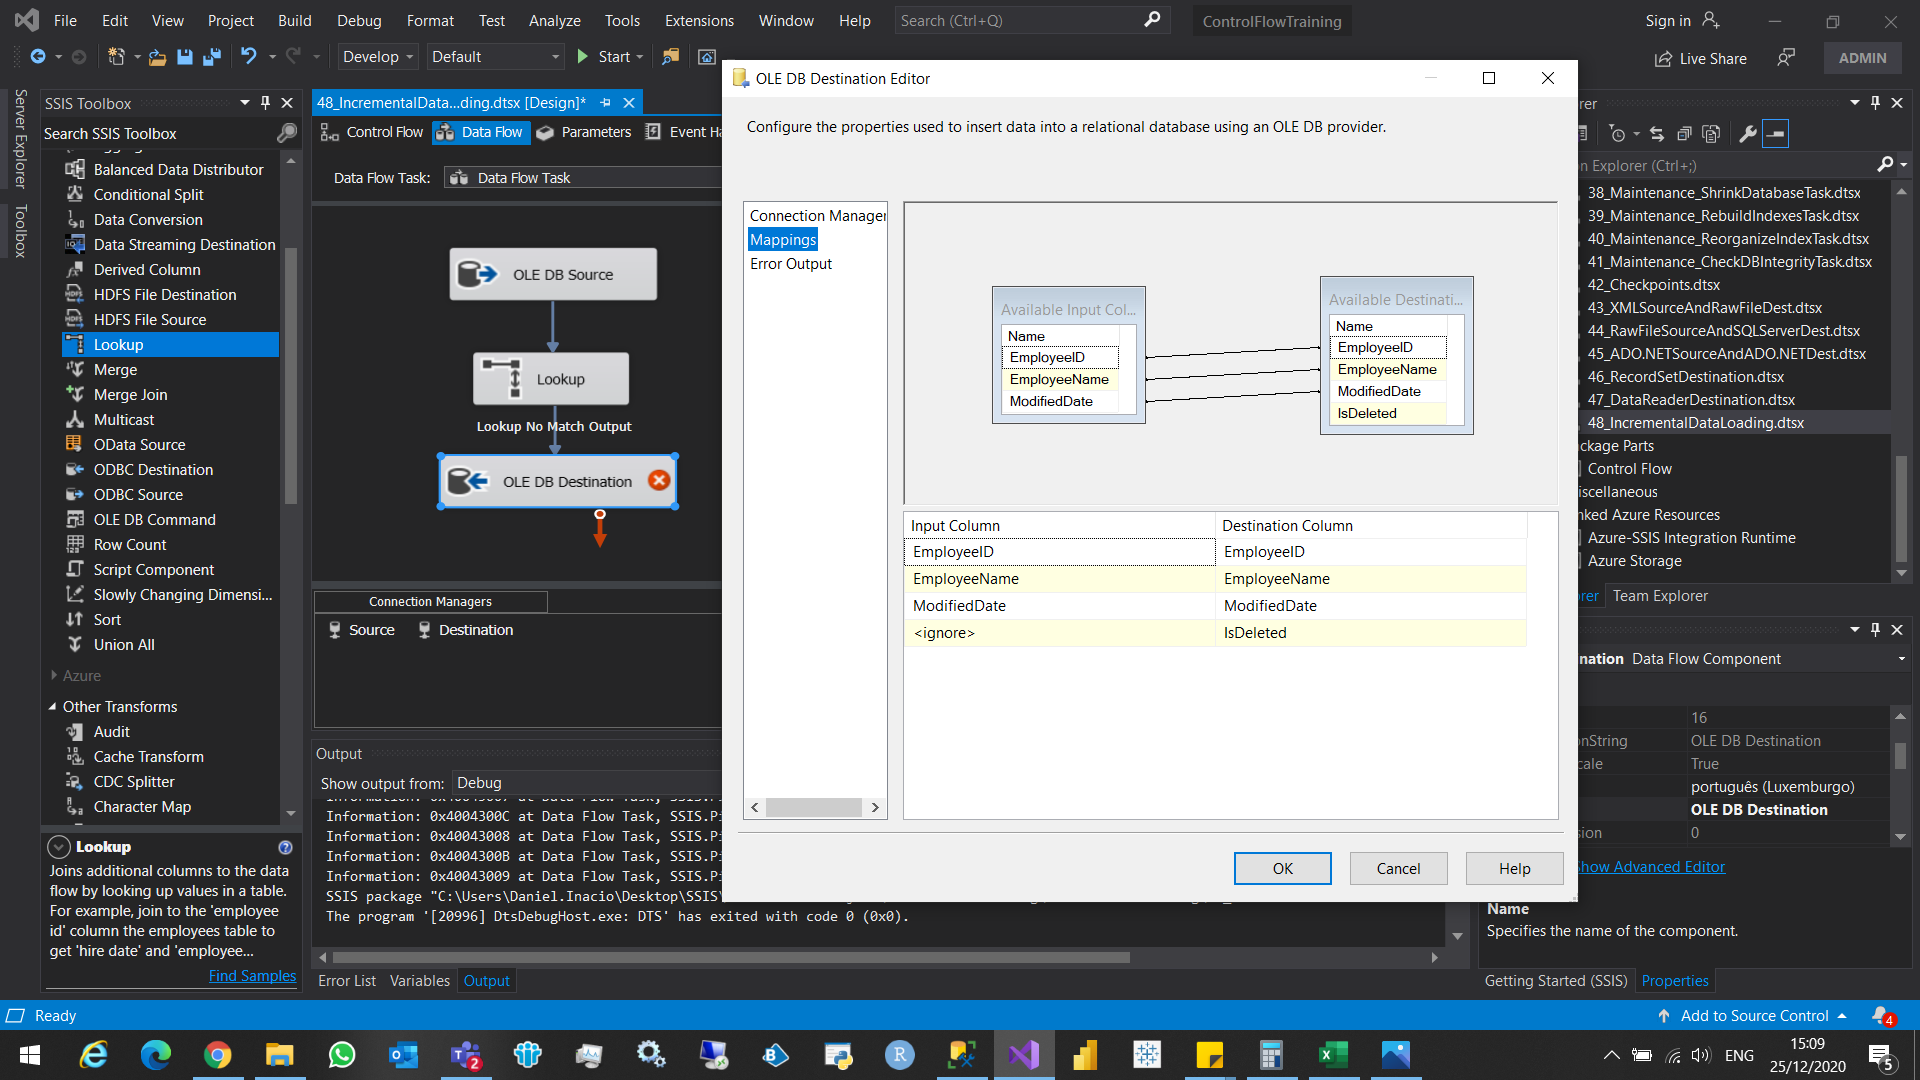 File Edit View Project Build Debug Format Test Analyze Tools Extensions Window Help Search (Ctrl+Q) ControlFlowTraining Sign in
Develop Default Start Live Share ADMIN
Server Explorer
Toolbox
SSIS Toolbox
Search SSIS Toolbox
Balanced Data Distributor
Conditional Split
Data Conversion
Data Streaming Destination
Derived Column
HDFS File Destination
HDFS File Source
Lookup
Merge
Merge Join
Multicast
OData Source
ODBC Destination
ODBC Source
OLE DB Command
Row Count
Script Component
Slowly Changing Dimensi...
Sort
Union All
Azure
Other Transforms
Audit
Cache Transform
CDC Splitter
Character Map
Lookup
Joins additional columns to the data
flow by looking up values in a table.
For example, join to the 'employee
id' column the employees table to
get 'hire date' and 'employee...
Find Samples
48_IncrementalData...ding.dtsx [Design]*
Control Flow Data Flow Parameters Event Ha
Data Flow Task: Data Flow Task
OLE DB Source
Lookup
Lookup No Match Output
OLE DB Destination
Connection Managers
Source Destination
Output
Show output from: Debug
Information: 0x4004300C at Data Flow Task, SSIS.Pi
Information: 0x40043008 at Data Flow Task, SSIS.Pi
Information: 0x4004300B at Data Flow Task, SSIS.Pi
Information: 0x40043009 at Data Flow Task, SSIS.Pi
SSIS package "C:\Users\Daniel.Inacio\Desktop\SSIS\
The program '[20996] DtsDebugHost.exe: DTS' has exited with code 0 (0x0).
Error List Variables Output
OLE DB Destination Editor
Configure the properties used to insert data into a relational database using an OLE DB provider.
Connection Manager
Mappings
Error Output
Available Input Col...
Name
EmployeeID
EmployeeName
ModifiedDate
Available Destinati...
Name
EmployeeID
EmployeeName
ModifiedDate
IsDeleted
Input Column Destination Column
EmployeeID EmployeeID
EmployeeName EmployeeName
ModifiedDate ModifiedDate
<ignore> IsDeleted
OK Cancel Help
rer
n Explorer (Ctrl+;)
38_Maintenance_ShrinkDatabaseTask.dtsx
39_Maintenance_RebuildIndexesTask.dtsx
40_Maintenance_ReorganizeIndexTask.dtsx
41_Maintenance_CheckDBIntegrityTask.dtsx
42_Checkpoints.dtsx
43_XMLSourceAndRawFileDest.dtsx
44_RawFileSourceAndSQLServerDest.dtsx
45_ADO.NETSourceAndADO.NETDest.dtsx
46_RecordSetDestination.dtsx
47_DataReaderDestination.dtsx
48_IncrementalDataLoading.dtsx
ckage Parts
Control Flow
iscellaneous
nked Azure Resources
Azure-SSIS Integration Runtime
Azure Storage
rer Team Explorer
nation Data Flow Component
16
onString OLE DB Destination
cale True
português (Luxemburgo)
OLE DB Destination
sion 0
Show Advanced Editor
Name
Specifies the name of the component.
Getting Started (SSIS) Properties
Ready Add to Source Control 4
2 ENG 15:09
25/12/2020 5